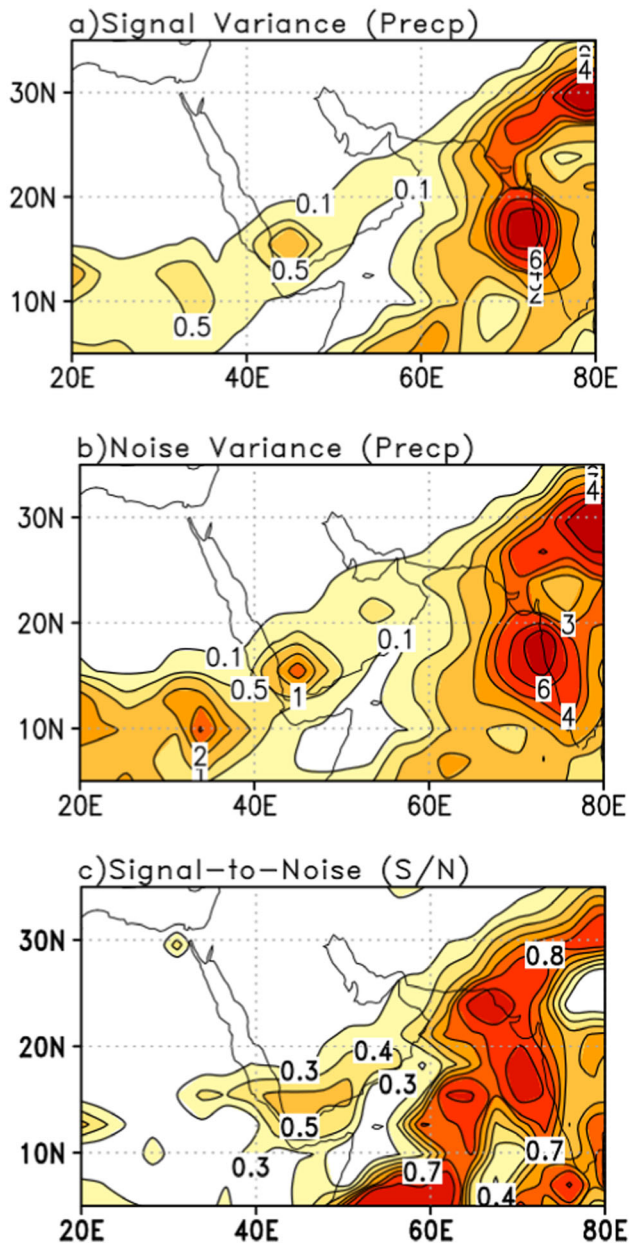 a)Signal Variance (Precp)
4
30N
20N
0.1
0.1
0.5
6
10N
2
0.5
20E
40E
60E
80E
b)Noise Variance (Precp)
4
30N
20N
3
0.1
0.1
0.5
1
6
4
10N
2
1
20E
40E
60E
80E
c)Signal-to-Noise (S/N)
30N
0.8
20N
0.4
0.3
0.3
0.5
0.7
10N
0.3
0.7
0.4
20E
40E
60E
80E